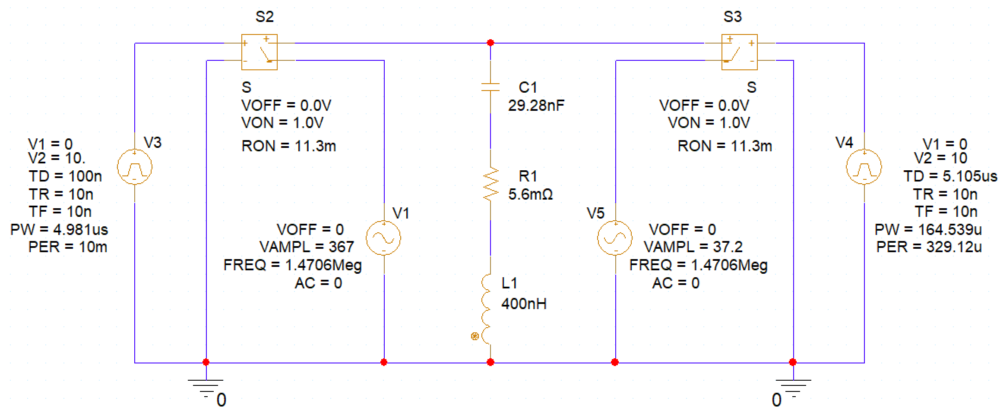 S2
S3
S
VOFF = 0.0V
VON = 1.0V
RON = 11.3m
C1
29.28nF
S
VOFF = 0.0V
VON = 1.0V
RON = 11.3m
V3
V1 = 0
V2 = 10.
TD = 100n
TR = 10n
TF = 10n
PW = 4.981us
PER = 10m
R1
5.6mΩ
V4
V1 = 0
V2 = 10
TD = 5.105us
TR = 10n
TF = 10n
PW = 164.539u
PER = 329.12u
V1
VOFF = 0
VAMPL = 367
FREQ = 1.4706Meg
AC = 0
V5
VOFF = 0
VAMPL = 37.2
FREQ = 1.4706Meg
AC = 0
L1
400nH
0
0